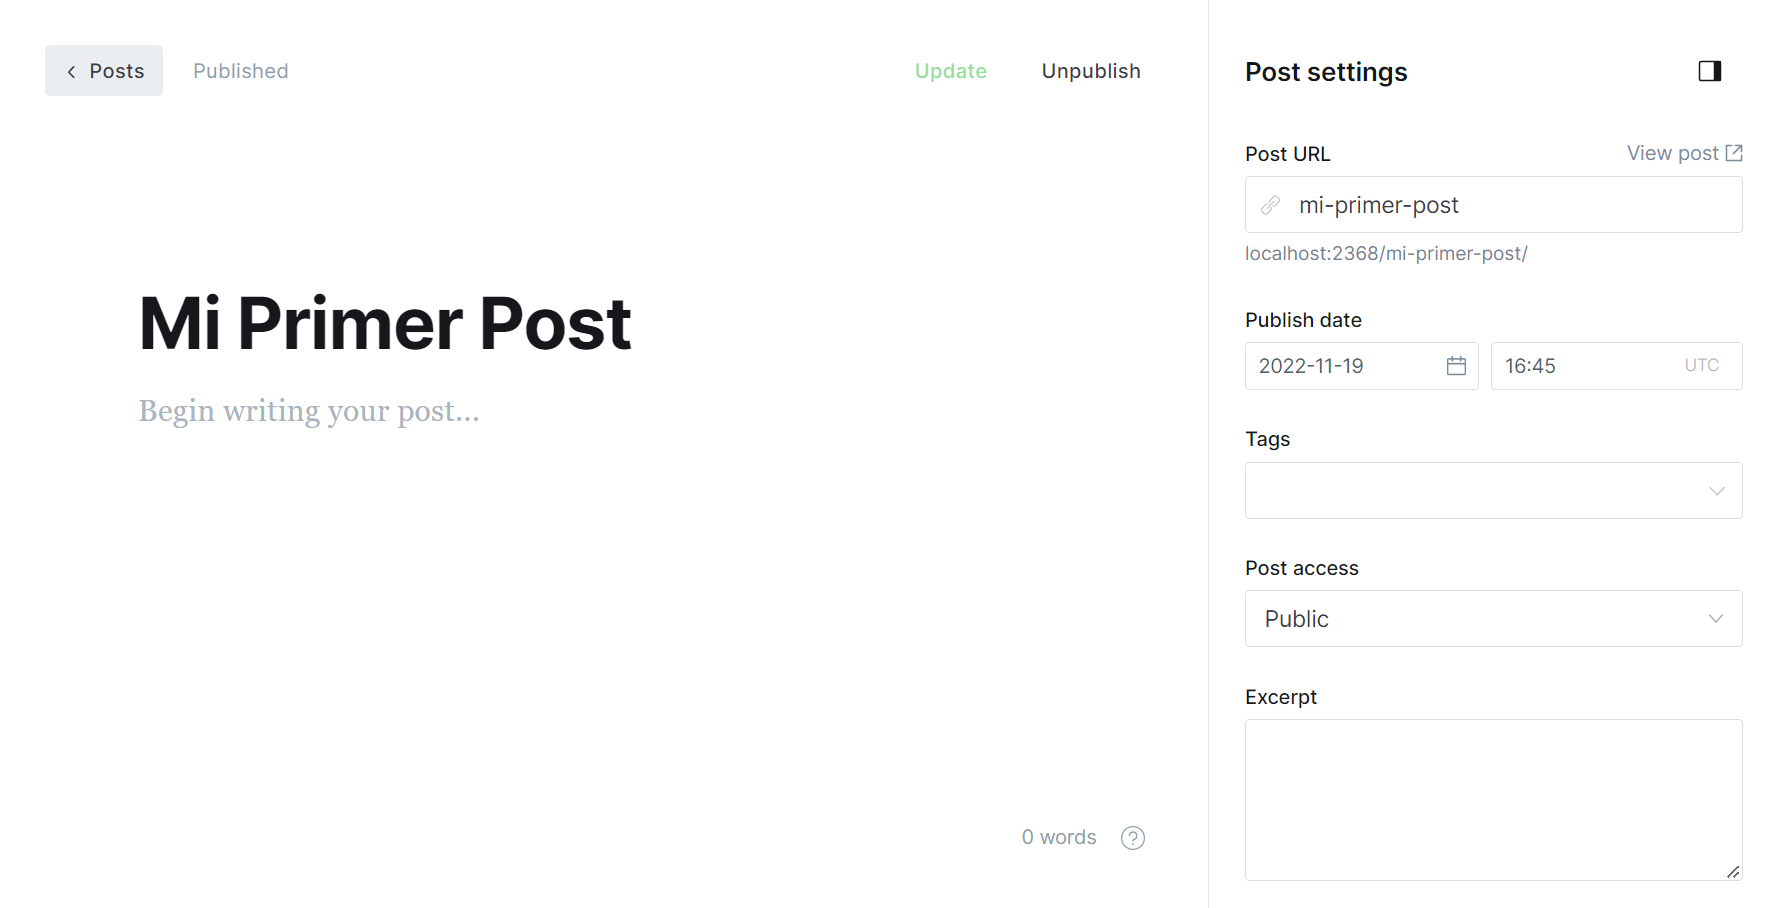 Posts
Published
Update
Unpublish
Mi Primer Post
Begin writing your post...
0 words
?
Post settings
Post URL
View post
mi-primer-post
localhost:2368/mi-primer-post/
Publish date
2022-11-19
16:45
UTC
Tags
Post access
Public
Excerpt